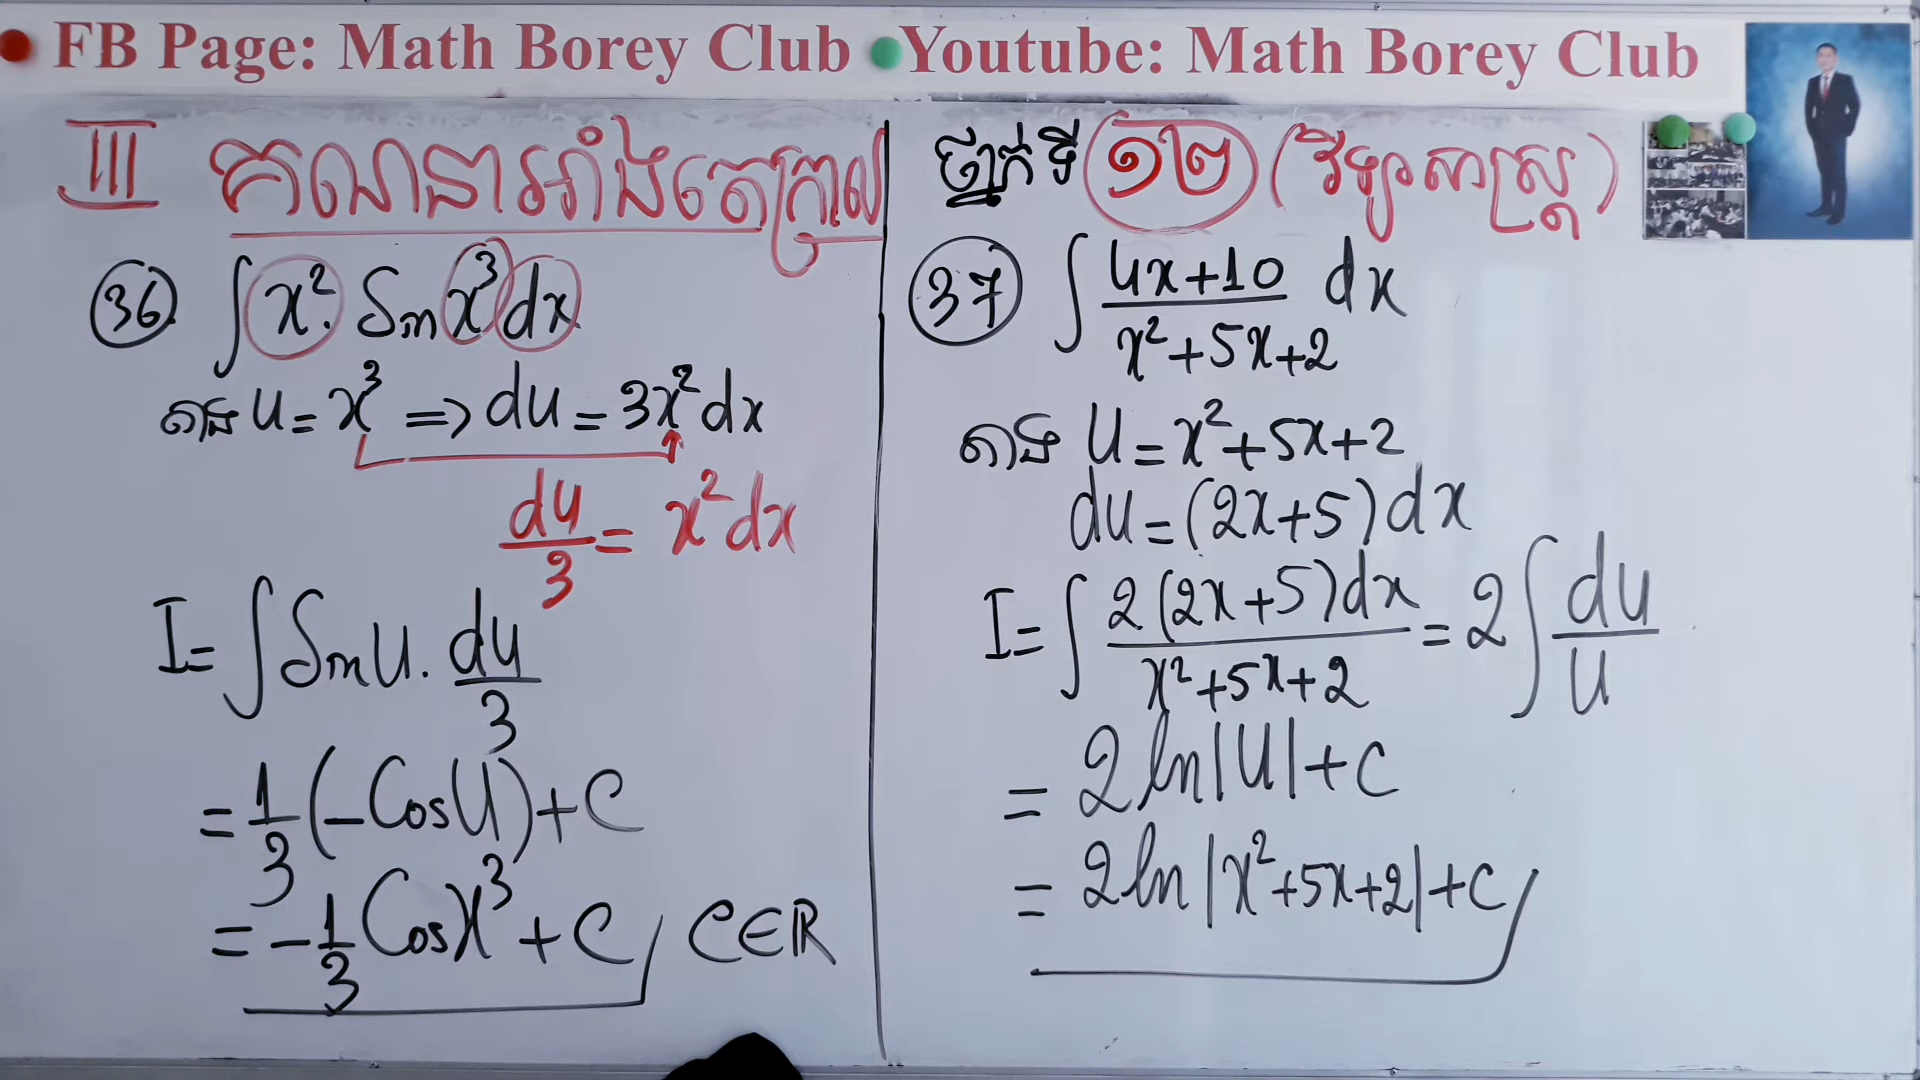 FB Page: Math Borey Club Youtube: Math Borey Club
III គណនាអាំងតេក្រាល
36. ∫ x². Sin x³ dx
តាង U = x³ => du = 3x² dx
du/3 = x² dx
I = ∫ Sin U . du/3
= 1/3 (-Cos U) + C
= -1/3 Cos x³ + C / C∈R
ថ្នាក់ទី ១២ (វិទ្យាសាស្ត្រ)
37 ∫ (4x+10)/(x²+5x+2) dx
តាង U = x²+5x+2
du = (2x+5)dx
I = ∫ 2(2x+5)dx/(x²+5x+2) = 2 ∫ du/U
= 2 ln|U| + C
= 2 ln|x²+5x+2| + C